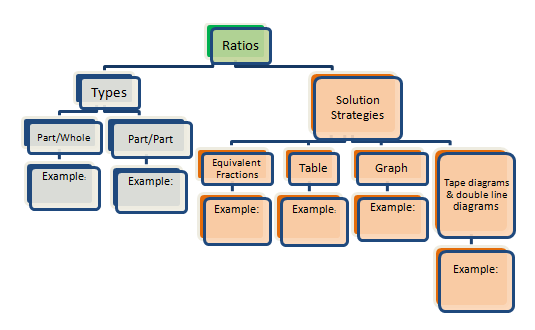 Ratios
Types
Solution
Strategies
Part/Whole
Part/Part
Equivalent
Fractions
Table
Graph
Tape diagrams
& double line
diagrams
Example:
Example:
Example:
Example:
Example:
Example: